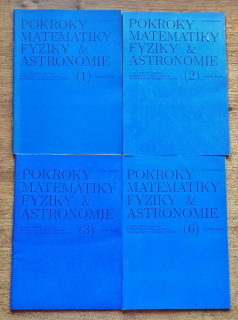 POKROKY
MATEMATIKY
FYZIKY &
ASTRONOMIE
(1)
POKROKY
MATEMATIKY
FYZIKY &
ASTRONOMIE
(2)
POKROKY
MATEMATIKY
FYZIKY &
ASTRONOMIE
(3)
POKROKY
MATEMATIKY
FYZIKY &
ASTRONOMIE
(6)